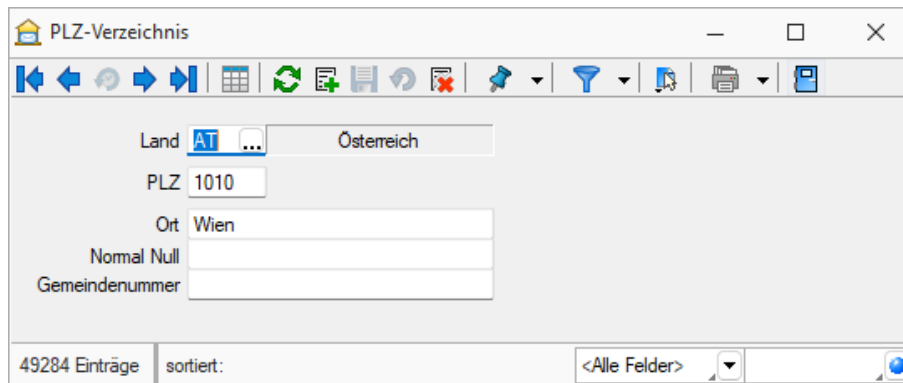 PLZ-Verzeichnis
Land AT ... Österreich
PLZ 1010
Ort Wien
Normal Null
Gemeindenummer
49284 Einträge sortiert: <Alle Felder>